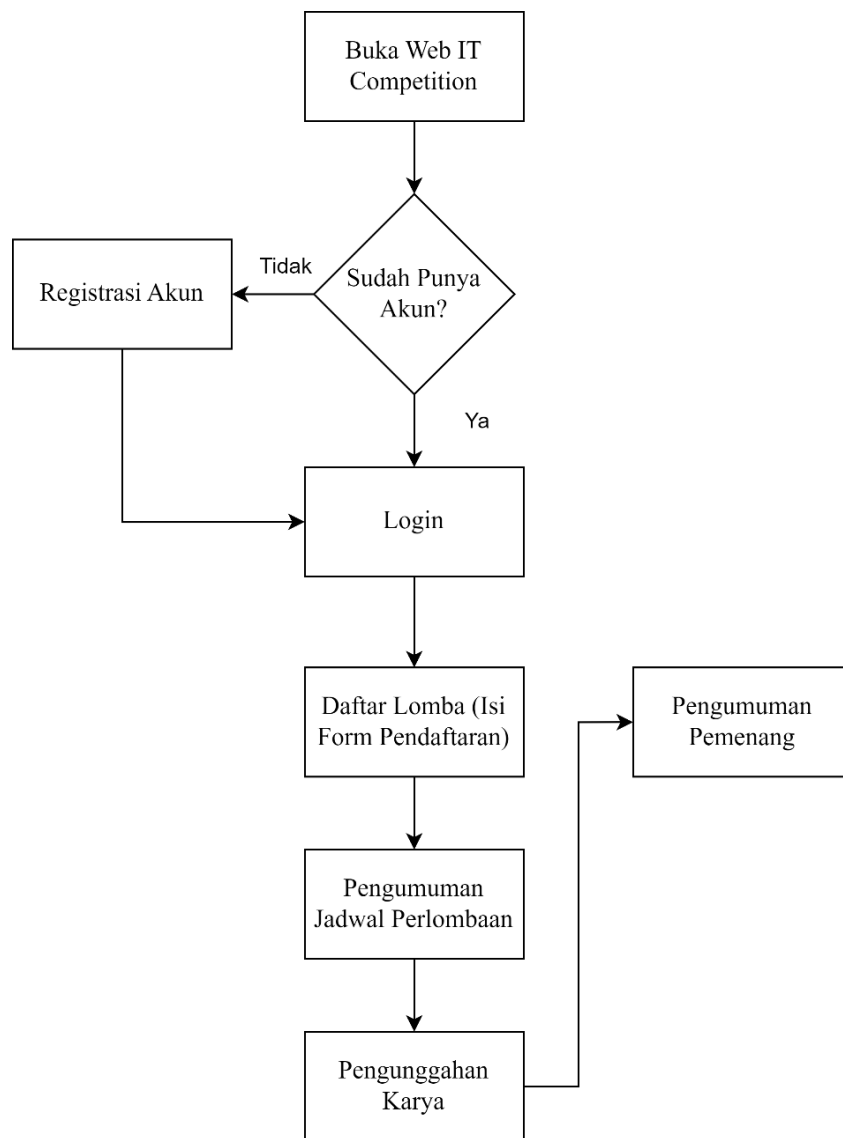 Buka Web IT
Competition
Tidak
Sudah Punya
Akun?
Registrasi Akun
Ya
Login
Daftar Lomba (Isi
Form Pendaftaran)
Pengumuman
Pemenang
Pengumuman
Jadwal Perlombaan
Pengunggahan
Karya